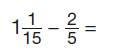 1 1/15 − 2/5 =